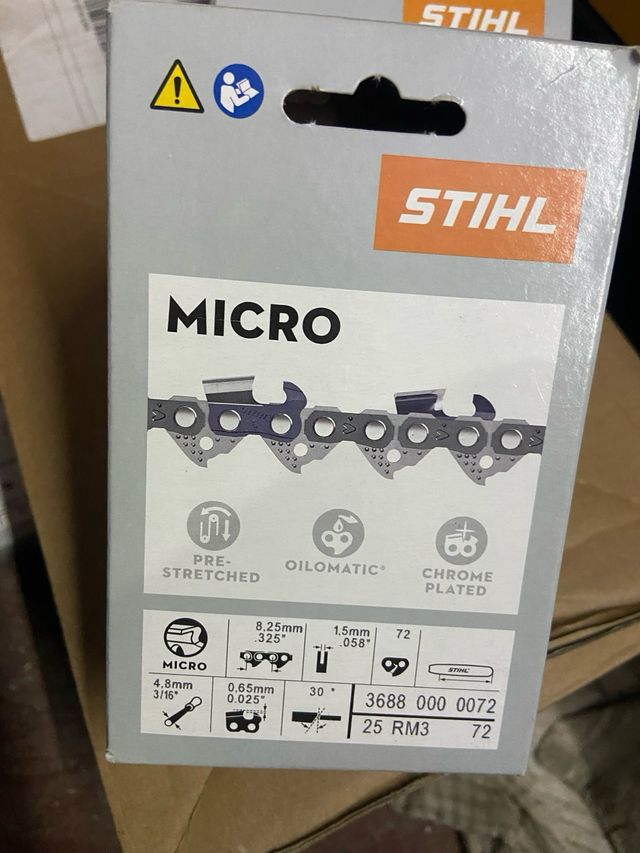 STIHL
STIHL
MICRO
PRE-
STRETCHED
OILOMATIC®
CHROME
PLATED
MICRO
8,25mm
.325"
1,5mm
.058"
72
STIHL
4.8mm
3/16"
0.65mm
0.025"
30 °
3688 000 0072
25 RM3 72